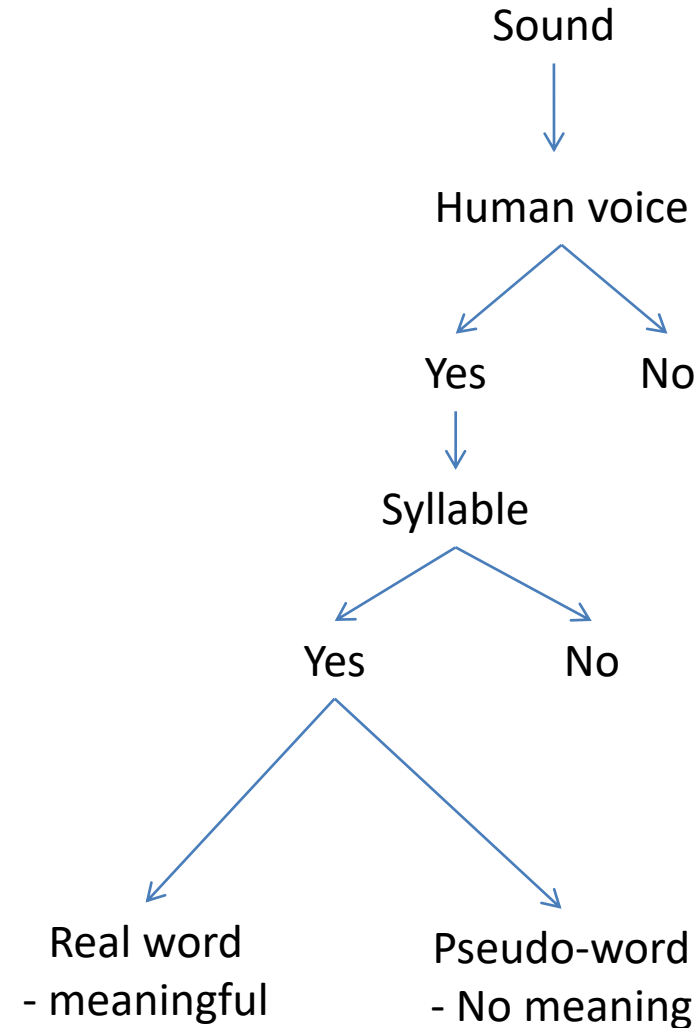 Sound
Human voice
Yes No
Syllable
Yes No
Real word
- meaningful
Pseudo-word
- No meaning